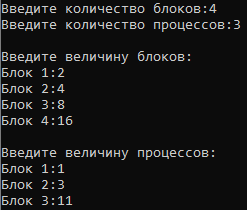 Введите количество блоков:4
Введите количество процессов:3
Введите величину блоков:
Блок 1:2
Блок 2:4
Блок 3:8
Блок 4:16
Введите величину процессов:
Блок 1:1
Блок 2:3
Блок 3:11